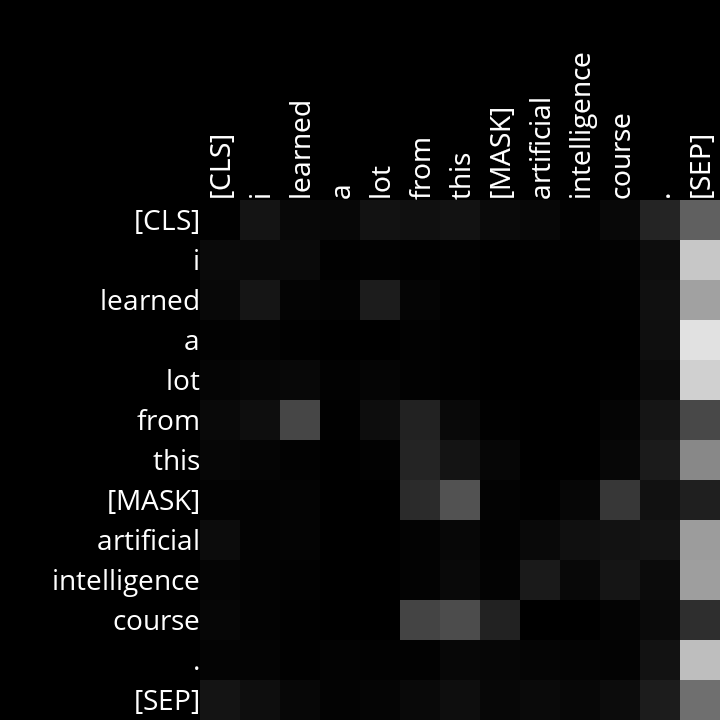 [CLS]
i
learned
a
lot
from
this
[MASK]
artificial
intelligence
course
.
[SEP]
[CLS]
i
learned
a
lot
from
this
[MASK]
artificial
intelligence
course
.
[SEP]